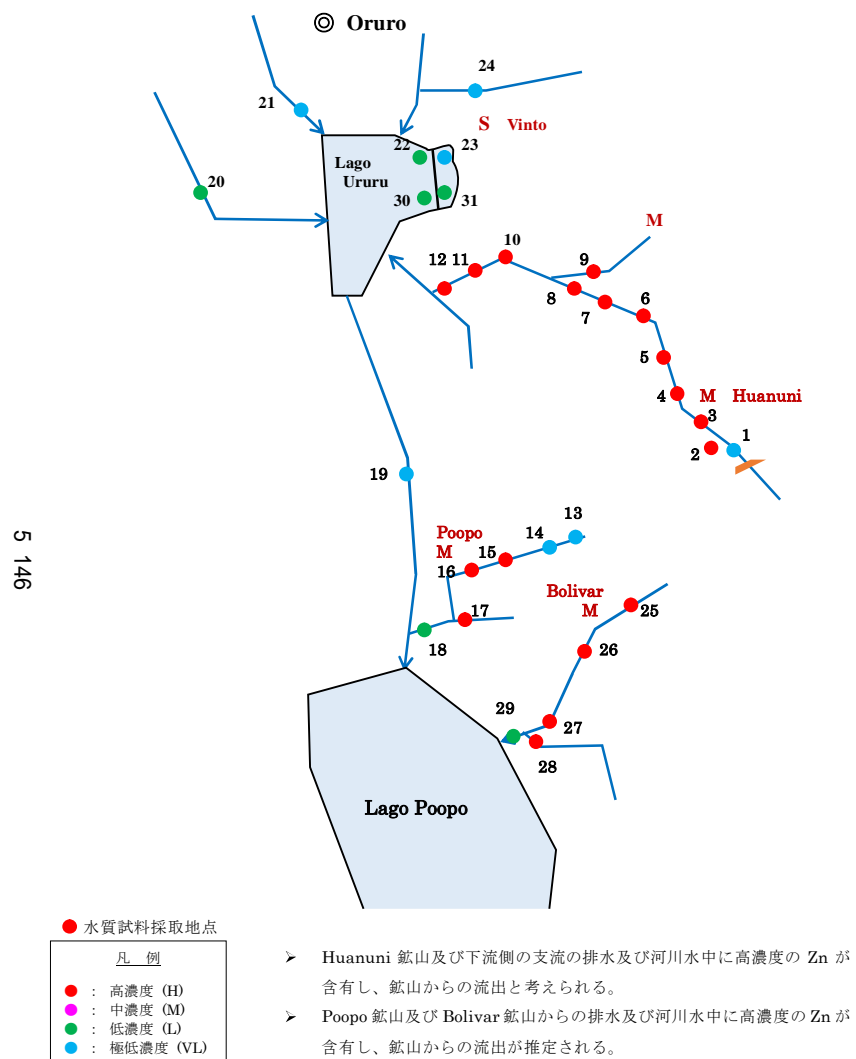 ◎ Oruro
24
21
S Vinto
22
23
Lago
Ururu
20
30
31
M
10
12 11
9
8
7
6
5
4
M Huanuni
3
1
2
19
13
Poopo
M
14
15
16
Bolivar
M
17
25
18
26
29
27
28
Lago Poopo
5 146
水質試料採取地点
凡 例
： 高濃度 (H)
： 中濃度 (M)
： 低濃度 (L)
： 極低濃度 (VL)
➢ Huanuni 鉱山及び下流側の支流の排水及び河川水中に高濃度の Zn が
含有し、鉱山からの流出と考えられる。
➢ Poopo 鉱山及び Bolivar 鉱山からの排水及び河川水中に高濃度の Zn が
含有し、鉱山からの流出が推定される。